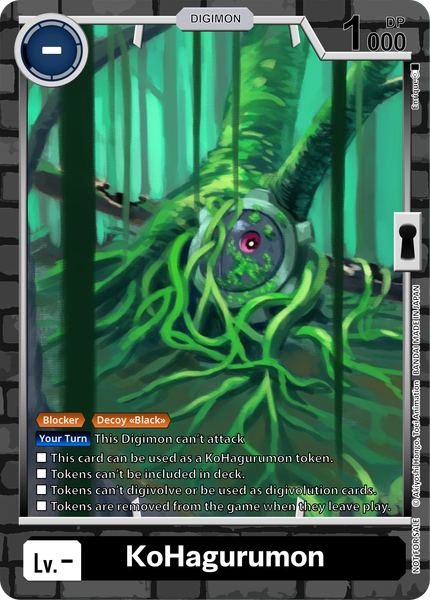 DIGIMON
–
DP
1000
Enrique
Blocker Decoy «Black»
Your Turn This Digimon can't attack
This card can be used as a KoHagurumon token.
Tokens can't be included in deck.
Tokens can't digivolve or be used as digivolution cards.
Tokens are removed from the game when they leave play.
NOT FOR SALE
© Akiyoshi Hongo, Toei Animation BANDAI MADE IN JAPAN
Lv.–
KoHagurumon